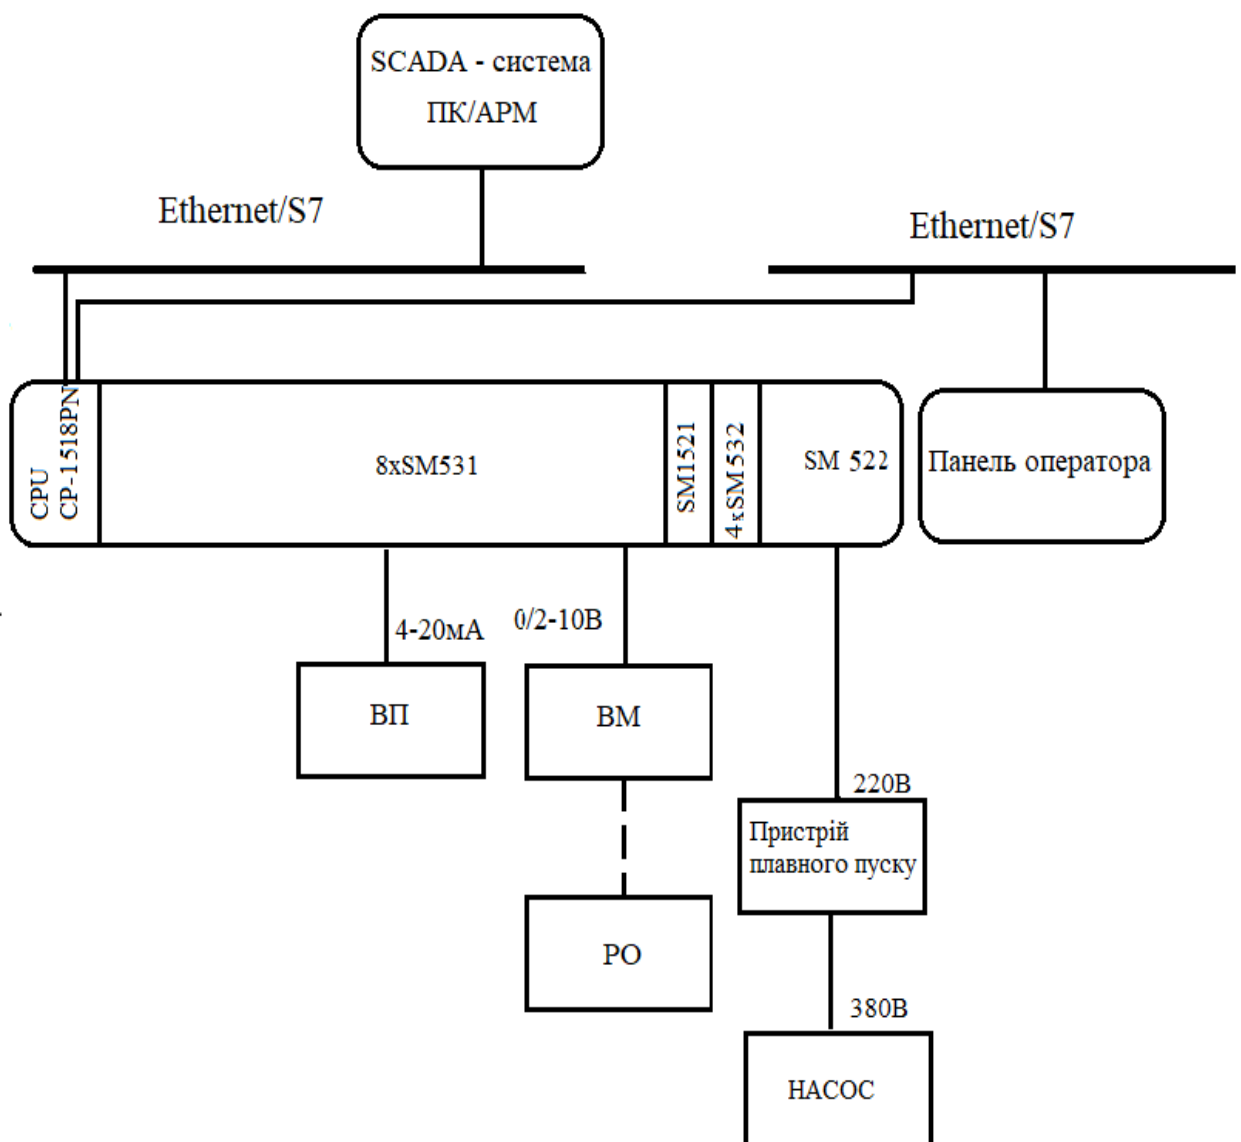 SCADA - система
ПК/АРМ
Ethernet/S7
Ethernet/S7
CPU
CP-1518PN
8xSM531
SM1521
4xSM532
SM 522
Панель оператора
4-20мА
0/2-10В
ВП
ВМ
220В
Пристрій
плавного пуску
РО
380В
НАСОС